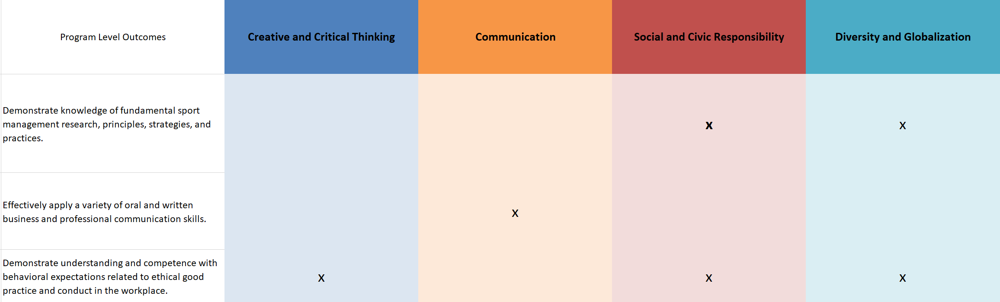 Program Level Outcomes Creative and Critical Thinking Communication Social and Civic Responsibility Diversity and Globalization
Demonstrate knowledge of fundamental sport
management research, principles, strategies, and
practices.
x x
Effectively apply a variety of oral and written
business and professional communication skills.
x
Demonstrate understanding and competence with
behavioral expectations related to ethical good
practice and conduct in the workplace.
x x x